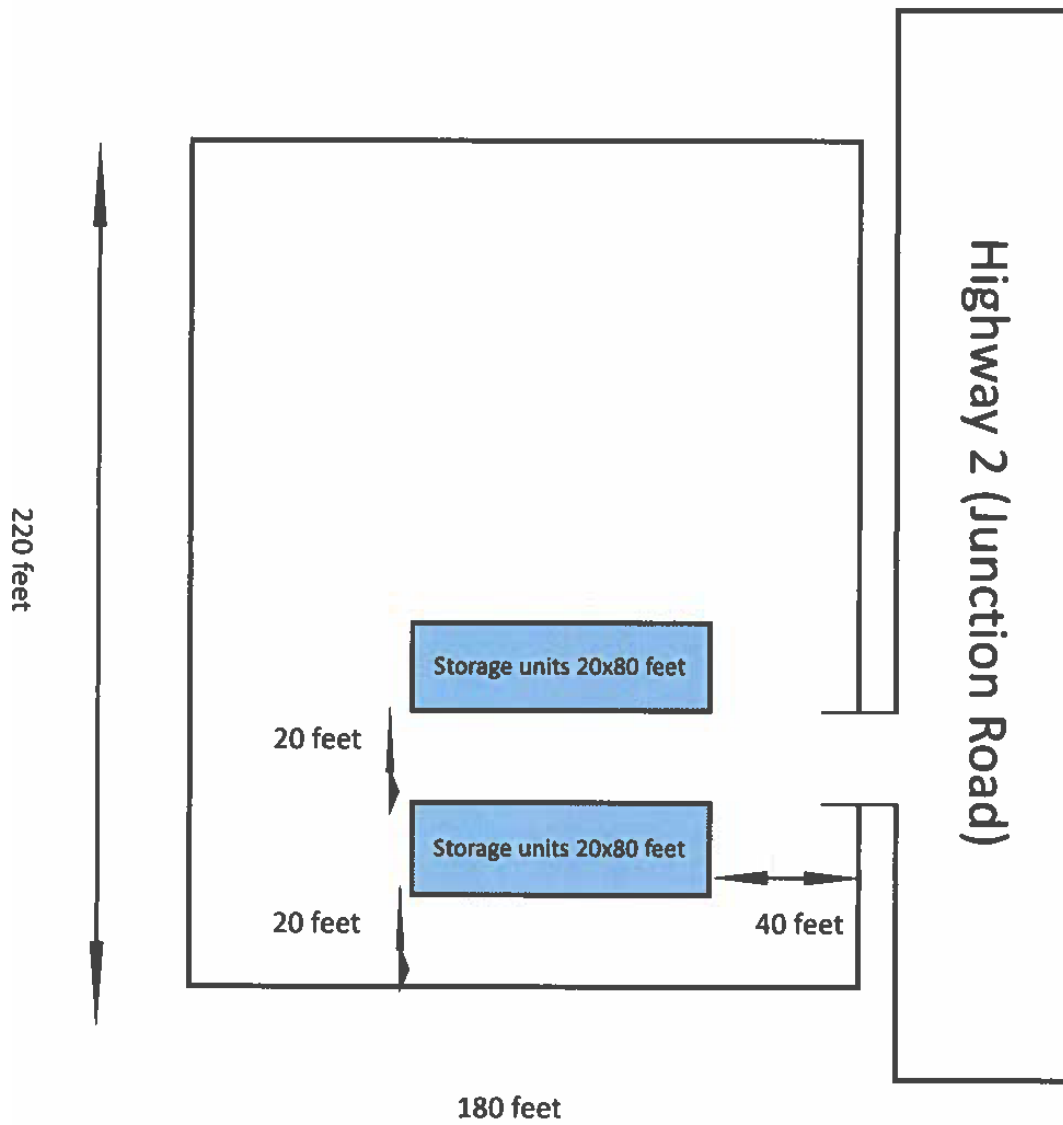 Highway 2 (Junction Road)
220 feet
Storage units 20x80 feet
20 feet
Storage units 20x80 feet
20 feet
40 feet
180 feet